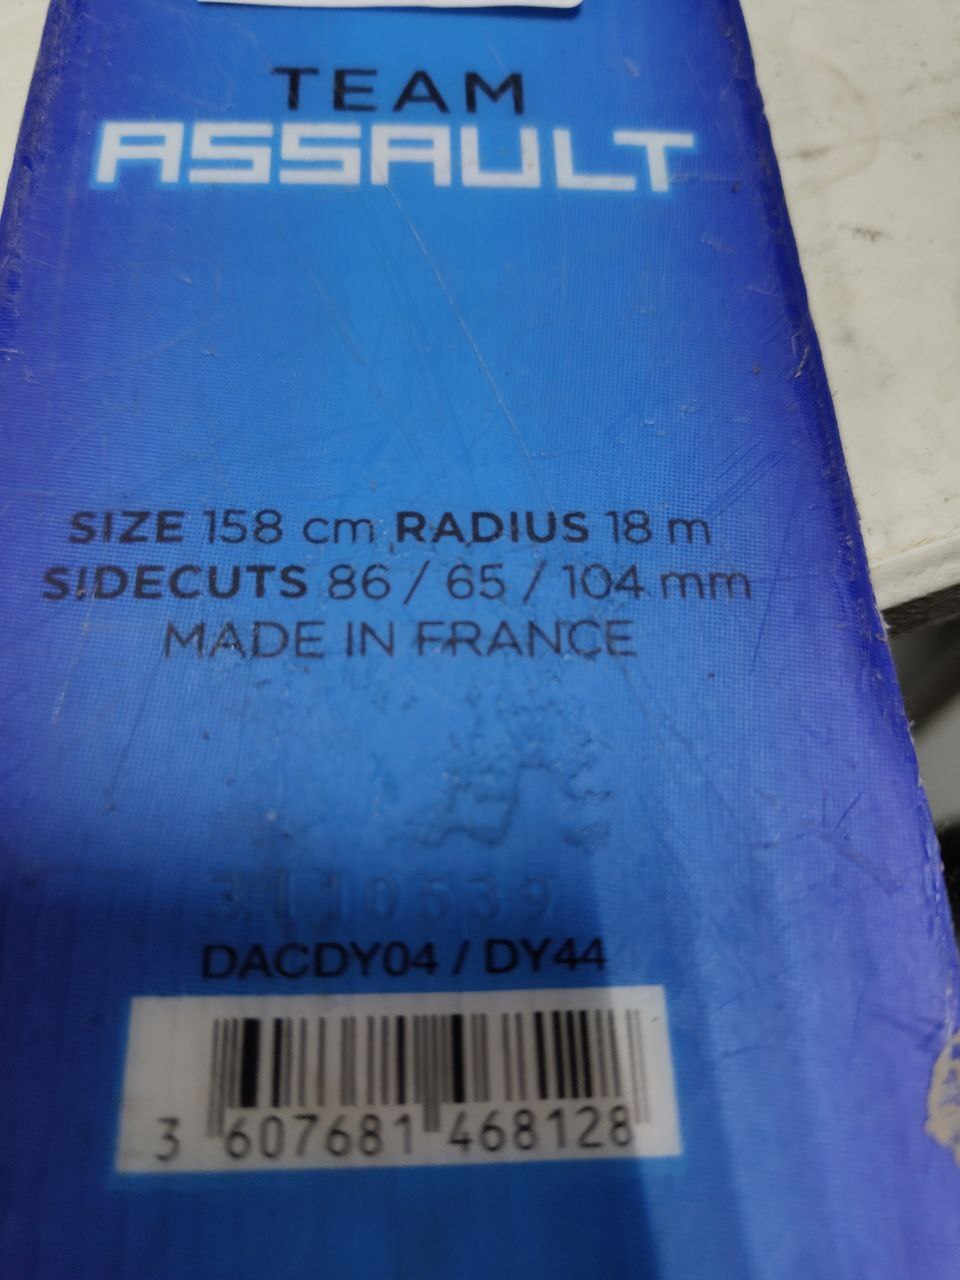 TEAM
ASSAULT
SIZE 158 cm RADIUS 18 m
SIDECUTS 86 / 65 / 104 mm
MADE IN FRANCE
3110539
DACDY04 / DY44
3 607681 468128